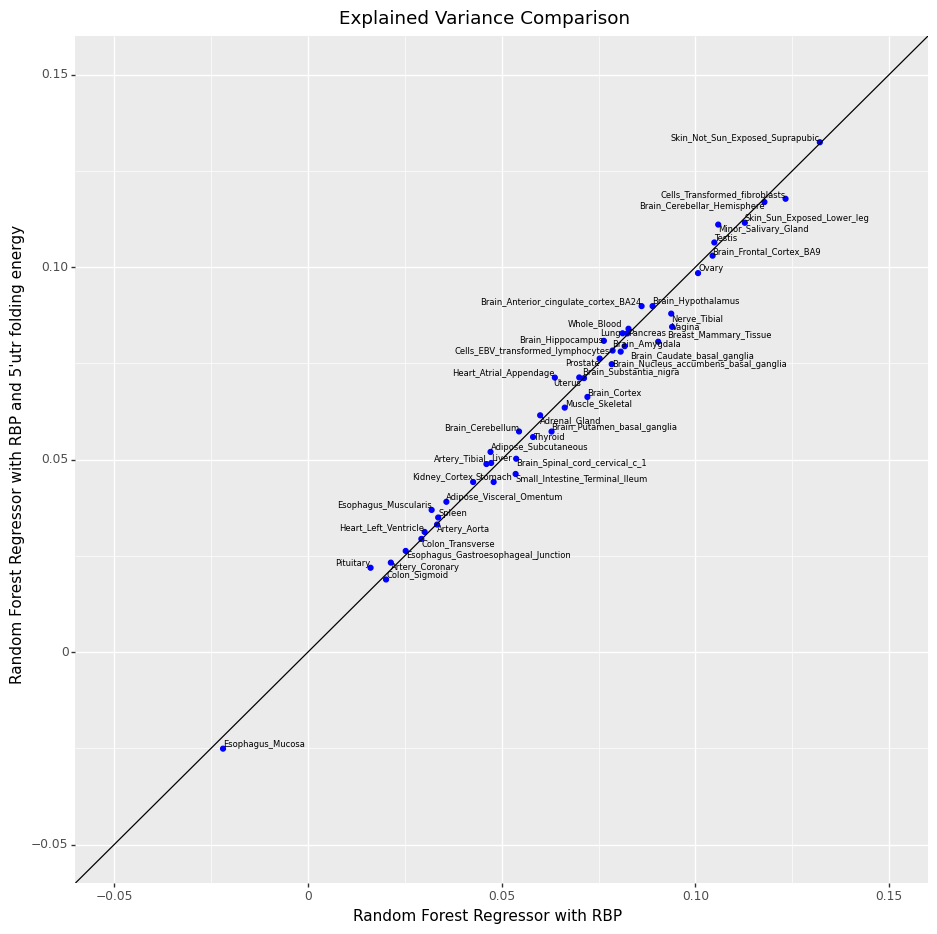 Explained Variance Comparison
Random Forest Regressor with RBP and 5'utr folding energy
0.15
0.10
0.05
0
−0.05
Skin_Not_Sun_Exposed_Suprapubic
Cells_Transformed_fibroblasts
Brain_Cerebellar_Hemisphere
Skin_Sun_Exposed_Lower_leg
Minor_Salivary_Gland
Testis
Brain_Frontal_Cortex_BA9
Ovary
Brain_Anterior_cingulate_cortex_BA24
Brain_Hypothalamus
Nerve_Tibial
Whole_Blood
Vagina
Lung
Pancreas
Breast_Mammary_Tissue
Brain_Hippocampus
Brain_Amygdala
Cells_EBV_transformed_lymphocytes
Brain_Caudate_basal_ganglia
Prostate
Brain_Nucleus_accumbens_basal_ganglia
Heart_Atrial_Appendage
Brain_Substantia_nigra
Uterus
Brain_Cortex
Muscle_Skeletal
Adrenal_Gland
Brain_Cerebellum
Brain_Putamen_basal_ganglia
Thyroid
Adipose_Subcutaneous
Artery_Tibial
Liver
Brain_Spinal_cord_cervical_c_1
Kidney_Cortex
Stomach
Small_Intestine_Terminal_Ileum
Adipose_Visceral_Omentum
Esophagus_Muscularis
Spleen
Heart_Left_Ventricle
Artery_Aorta
Colon_Transverse
Esophagus_Gastroesophageal_Junction
Pituitary
Artery_Coronary
Colon_Sigmoid
Esophagus_Mucosa
−0.05
0
0.05
0.10
0.15
Random Forest Regressor with RBP